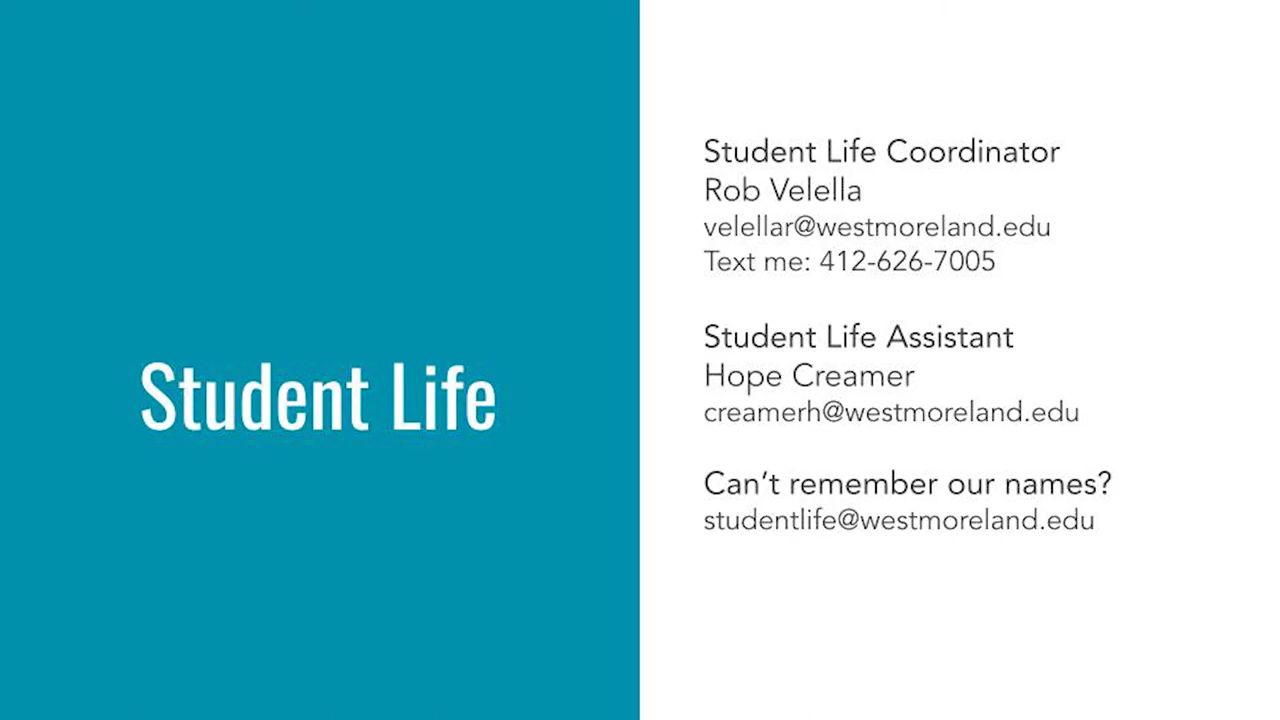 Student Life
Student Life Coordinator
Rob Velella
velellar@westmoreland.edu
Text me: 412-626-7005
Student Life Assistant
Hope Creamer
creamerh@westmoreland.edu
Can’t remember our names?
studentlife@westmoreland.edu